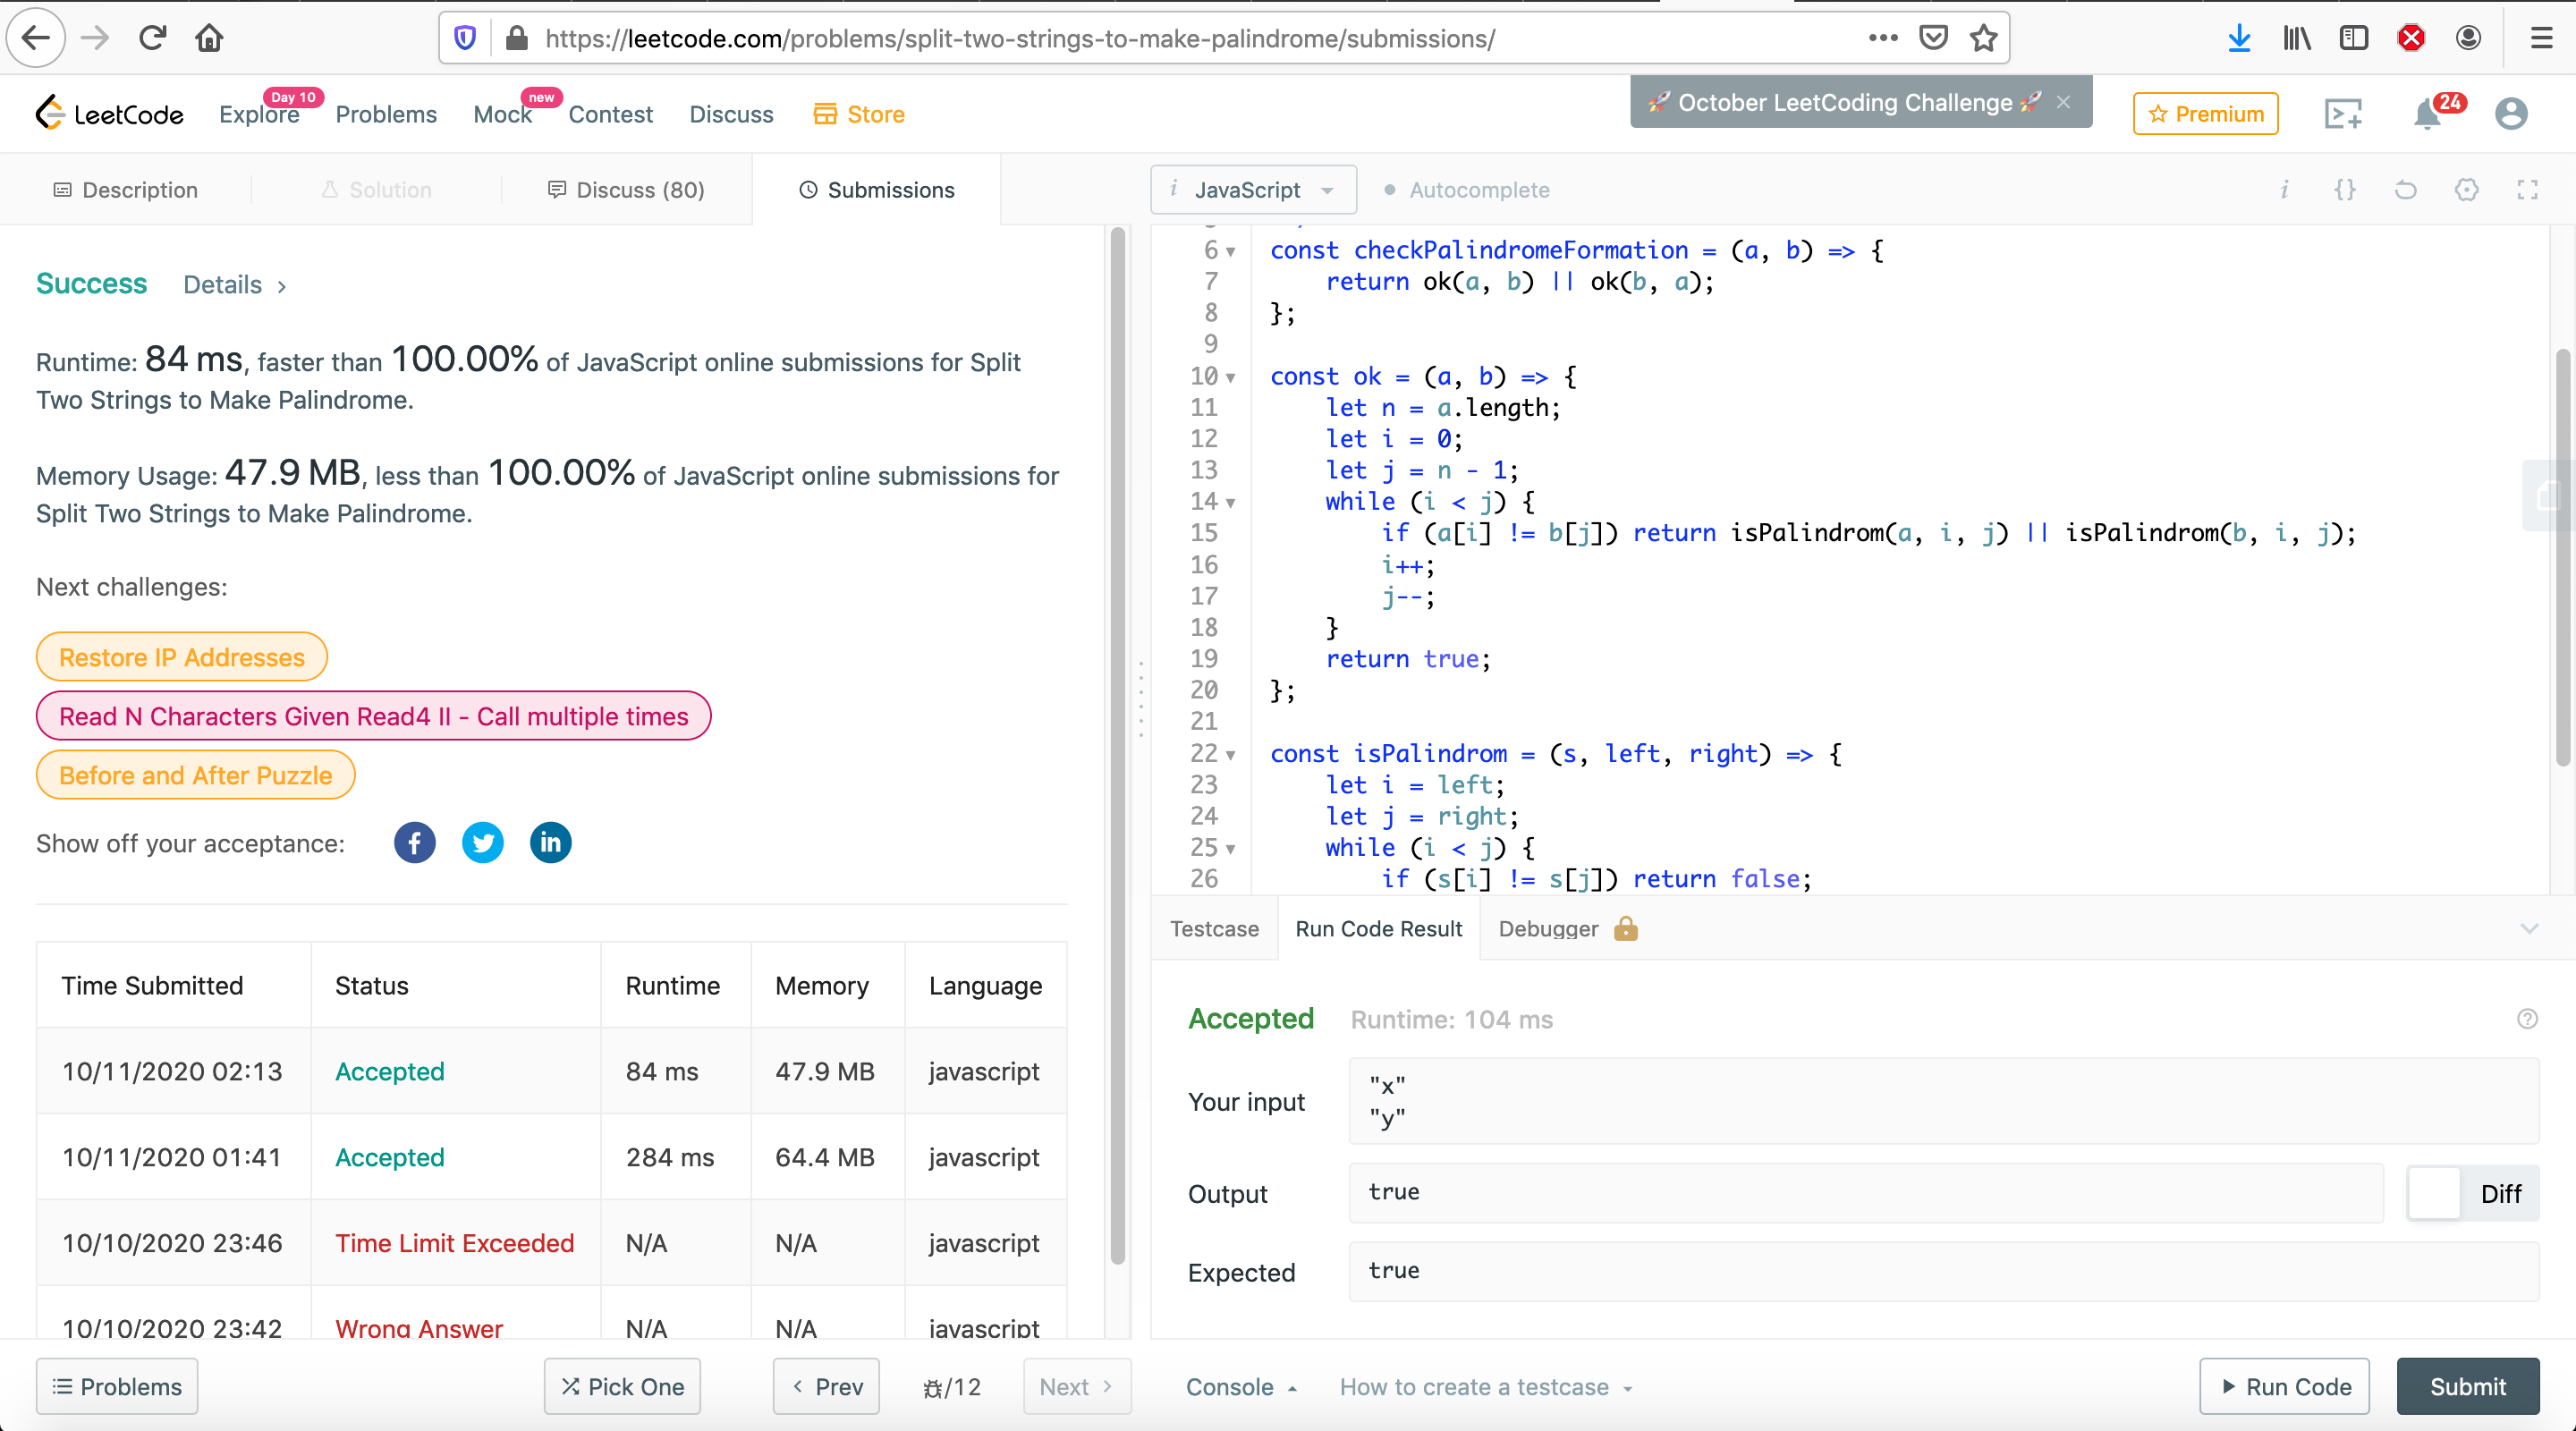 https://leetcode.com/problems/split-two-strings-to-make-palindrome/submissions/
LeetCode
Explore
Day 10
Problems
Mock
new
Contest
Discuss
Store
🚀 October LeetCoding Challenge 🚀 ×
Premium
24
Description
Solution
Discuss (80)
Submissions
Success Details >
Runtime: 84 ms, faster than 100.00% of JavaScript online submissions for Split
Two Strings to Make Palindrome.
Memory Usage: 47.9 MB, less than 100.00% of JavaScript online submissions for
Split Two Strings to Make Palindrome.
Next challenges:
Restore IP Addresses
Read N Characters Given Read4 II - Call multiple times
Before and After Puzzle
Show off your acceptance:
f
in
Time Submitted Status Runtime Memory Language
10/11/2020 02:13 Accepted 84 ms 47.9 MB javascript
10/11/2020 01:41 Accepted 284 ms 64.4 MB javascript
10/10/2020 23:46 Time Limit Exceeded N/A N/A javascript
10/10/2020 23:42 Wrong Answer N/A N/A javascript
Problems
Pick One
< Prev
/12
Next >
i JavaScript
Autocomplete
i {}
6 const checkPalindromeFormation = (a, b) => {
7 return ok(a, b) || ok(b, a);
8 };
9
10 const ok = (a, b) => {
11 let n = a.length;
12 let i = 0;
13 let j = n - 1;
14 while (i < j) {
15 if (a[i] != b[j]) return isPalindrom(a, i, j) || isPalindrom(b, i, j);
16 i++;
17 j--;
18 }
19 return true;
20 };
21
22 const isPalindrom = (s, left, right) => {
23 let i = left;
24 let j = right;
25 while (i < j) {
26 if (s[i] != s[j]) return false;
Testcase
Run Code Result
Debugger
Accepted Runtime: 104 ms
?
Your input
"x"
"y"
Output
true
Diff
Expected
true
Console
How to create a testcase
Run Code
Submit